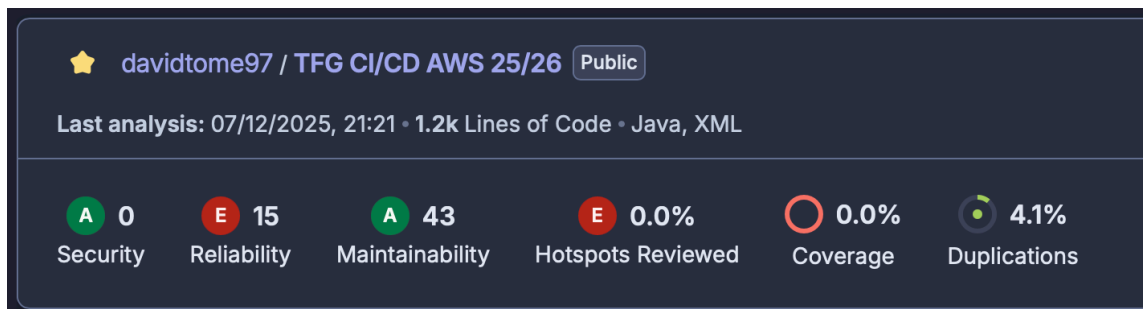 davidtome97 / TFG CI/CD AWS 25/26 Public
Last analysis: 07/12/2025, 21:21 • 1.2k Lines of Code • Java, XML
A 0 E 15 A 43 E 0.0% 0.0% 4.1%
Security Reliability Maintainability Hotspots Reviewed Coverage Duplications